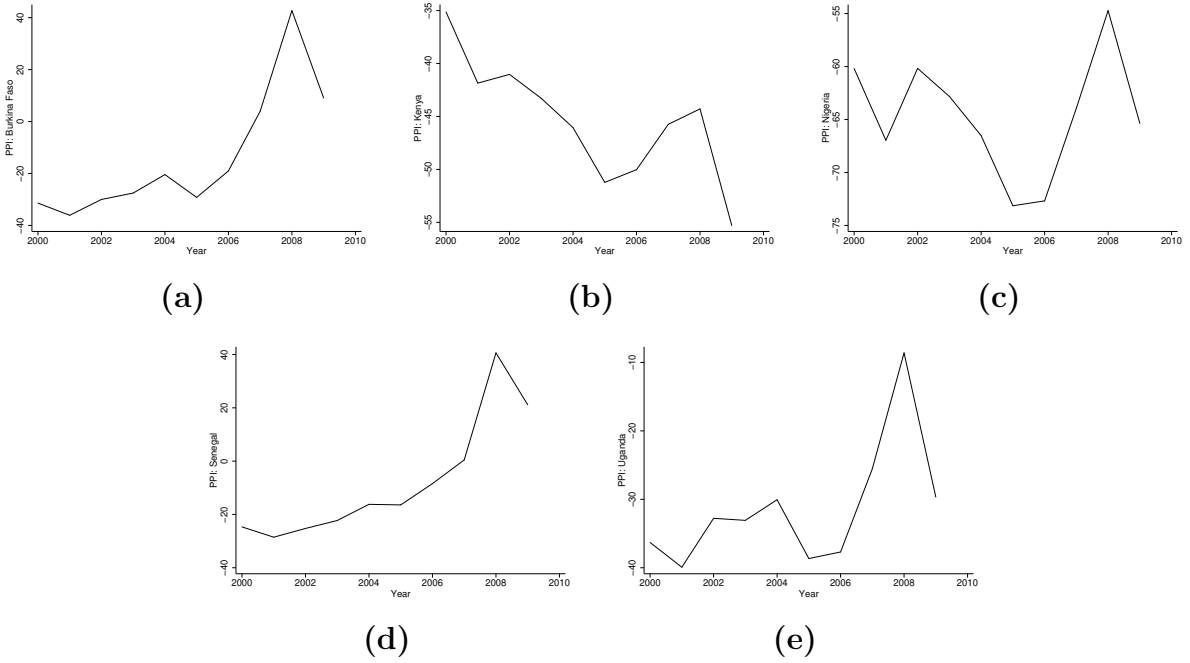 PPI: Burkina Faso
40
20
0
−20
−40
2000 2002 2004 2006 2008 2010
Year
(a)
PPI: Kenya
−35
−40
−45
−50
−55
2000 2002 2004 2006 2008 2010
Year
(b)
PPI: Nigeria
−55
−60
−65
−70
−75
2000 2002 2004 2006 2008 2010
Year
(c)
PPI: Senegal
40
20
0
−20
−40
2000 2002 2004 2006 2008 2010
Year
(d)
PPI: Uganda
−10
−20
−30
−40
2000 2002 2004 2006 2008 2010
Year
(e)